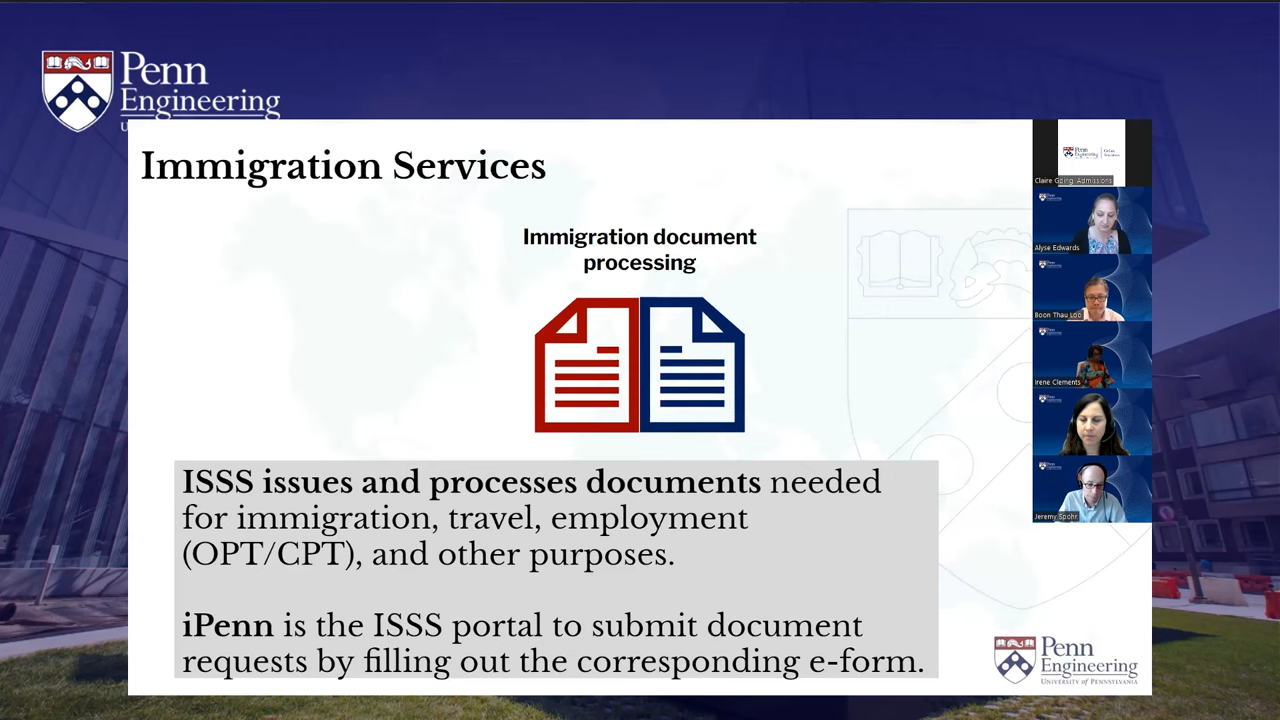 Penn
Engineering
U
Immigration Services
Immigration document
processing
ISSS issues and processes documents needed
for immigration, travel, employment
(OPT/CPT), and other purposes.
iPenn is the ISSS portal to submit document
requests by filling out the corresponding e-form.
Penn
Engineering
Claire Going-Admissions
Alyse Edwards
Boon Thau Loo
Irene Clements
Jeremy Spohr
Penn
Engineering
UNIVERSITY of PENNSYLVANIA